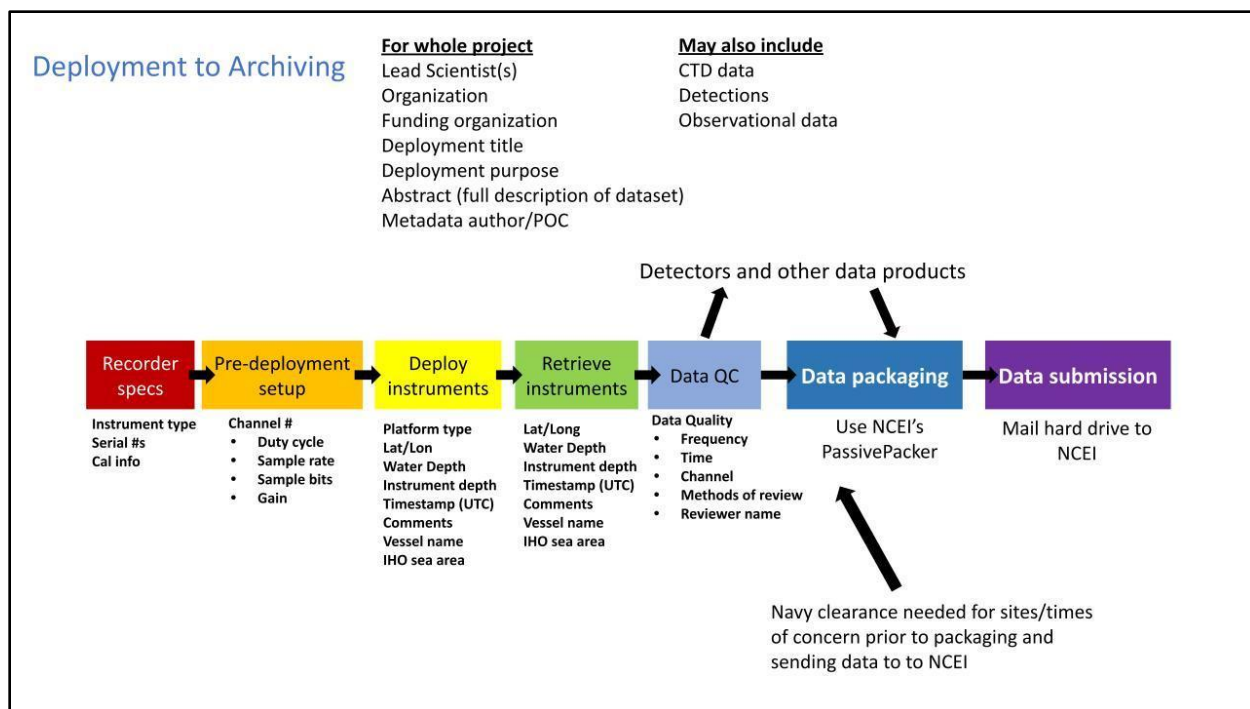 Deployment to Archiving
For whole project
Lead Scientist(s)
Organization
Funding organization
Deployment title
Deployment purpose
Abstract (full description of dataset)
Metadata author/POC
May also include
CTD data
Detections
Observational data
Detectors and other data products
Recorder
specs
Instrument type
Serial #s
Cal info
Pre-deployment
setup
Channel #
• Duty cycle
• Sample rate
• Sample bits
• Gain
Deploy
instruments
Platform type
Lat/Lon
Water Depth
Instrument depth
Timestamp (UTC)
Comments
Vessel name
IHO sea area
Retrieve
instruments
Lat/Long
Water Depth
Instrument depth
Timestamp (UTC)
Comments
Vessel name
IHO sea area
Data QC
Data Quality
• Frequency
• Time
• Channel
• Methods of review
• Reviewer name
Data packaging
Use NCEI's
PassivePacker
Data submission
Mail hard drive to
NCEI
Navy clearance needed for sites/times
of concern prior to packaging and
sending data to to NCEI